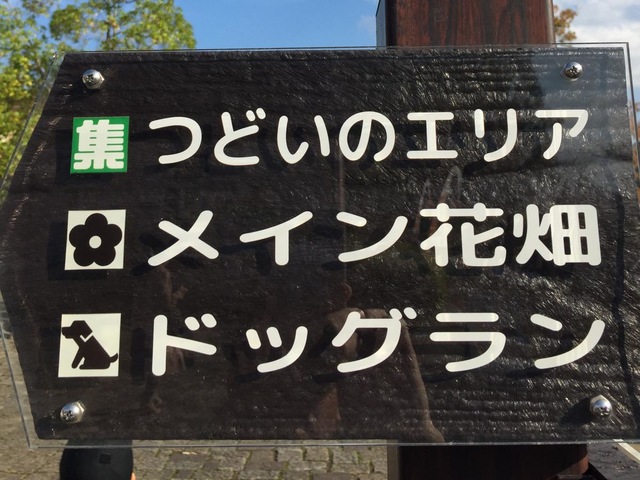 集 つどいのエリア
メイン花畑
ドッグラン